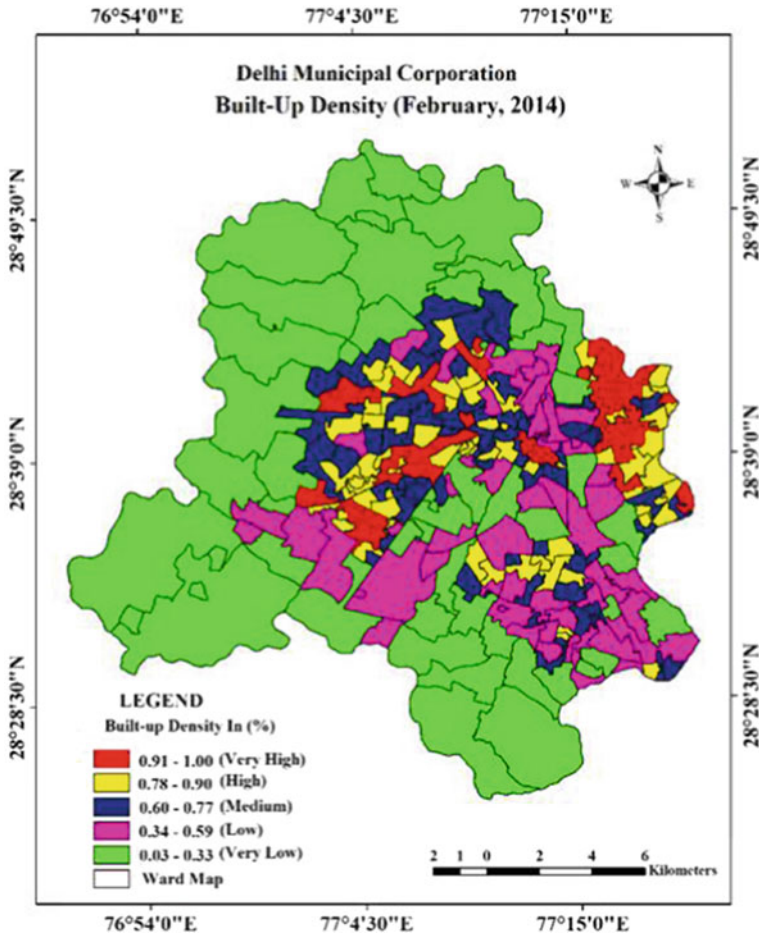 76°54'0"E 77°4'30"E 77°15'0"E
Delhi Municipal Corporation
Built-Up Density (February, 2014)
N
W E
S
28°49'30"N 28°49'30"N
28°39'0"N 28°39'0"N
28°28'30"N 28°28'30"N
LEGEND
Built-up Density In (%)
0.91 - 1.00 (Very High)
0.78 - 0.90 (High)
0.60 - 0.77 (Medium)
0.34 - 0.59 (Low)
0.03 - 0.33 (Very Low)
Ward Map
2 1 0 2 4 6
Kilometers
76°54'0"E 77°4'30"E 77°15'0"E